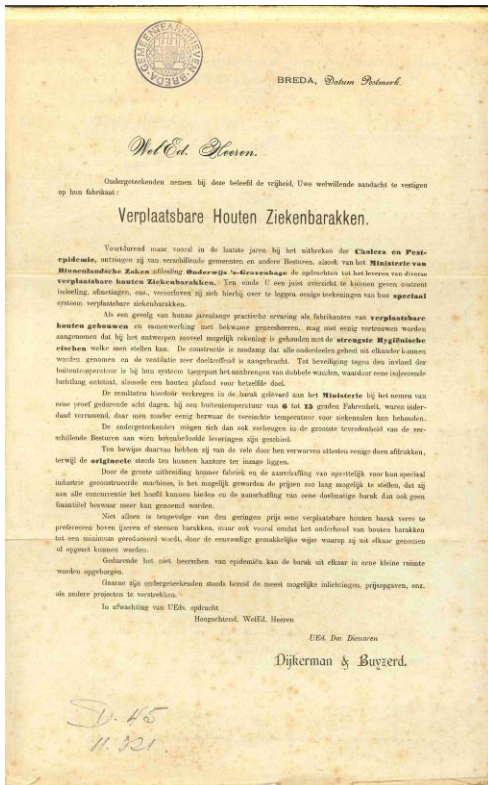 GEMEENTEARCHIEVEN · BREDA ·
BREDA, Datum Postmerk.
Wel Ed. Heeren.
Ondergeteekenden nemen bij deze beleefd de vrijheid, Uwe welwillende aandacht te vestigen
op hun fabrikaat:
Verplaatsbare Houten Ziekenbarakken.
Voortdurend maar vooral in de laatste jaren bij het uitbreken der Cholera en Pest-
epidemie, ontvingen zij van verschillende gemeenten en andere Besturen, alsook van het Ministerie van
Binnenlandsche Zaken afdeeling Onderwijs 's-Gravenhage de opdrachten tot het leveren van diverse
verplaatsbare houten Ziekenbarakken. Ten einde U een juist overzicht te kunnen geven omtrent
indeeling, afmetingen, enz., veroorloven zij zich hierbij over te leggen eenige teekeningen van hun speciaal
systeem verplaatsbare ziekenbarakken.
Als een gevolg van hunne jarenlange practische ervaring als fabrikanten van verplaatsbare
houten gebouwen en samenwerking met bekwame geneesheeren, mag met eenig vertrouwen worden
aangenomen dat bij het ontwerpen zooveel mogelijk rekening is gehouden met de strengste Hygiënische
eischen welke men stellen kan. De constructie is zoodanig dat alle onderdeelen geheel uit elkander kunnen
worden genomen en de ventilatie zeer doeltreffend is aangebracht. Tot beveiliging tegen den invloed der
buitentemperatuur is bij hun systeem toegepast het aanbrengen van dubbele wanden, waardoor eene isoleerende
luchtlaag ontstaat, alsmede een houten plafond voor hetzelfde doel.
De resultaten hierdoor verkregen in de barak geleverd aan het Ministerie bij het nemen van
eene proef gedurende acht dagen, bij een buitentemperatuur van 6 tot 15 graden Fahrenheit, waren inder-
daad verrassend, daar men zonder eenig bezwaar de vereischte temperatuur voor ziekenzalen kon behouden.
De ondergeteekenden mogen zich dan ook verheugen in de grootste tevredenheid van de ver-
schillende Besturen aan wien bovenbedoelde leveringen zijn geschied.
Ten bewijze daarvan hebben zij van de vele door hen verworven attesten eenige doen afdrukken,
terwijl de origineele steeds ten hunnen kantore ter inzage liggen.
Door de groote uitbreiding hunner fabriek en de aanschaffing van opzettelijk voor hun speciaal
industrie geconstrueerde machines, is het mogelijk geworden de prijzen zoo laag mogelijk te stellen, dat zij
aan alle concurrentie het hoofd kunnen bieden en de aanschaffing van eene doelmatige barak dan ook geen
finantiëel bezwaar meer kan genoemd worden.
Niet alleen is tengevolge van den geringen prijs eene verplaatsbare houten barak verre te
prefereeren boven ijzeren of steenen barakken, maar ook vooral omdat het onderhoud van houten barakken
tot een minimum gereduceerd wordt, door de eenvoudige gemakkelijke wijze waarop zij uit elkaar genomen
of opgezet kunnen worden.
Gedurende het niet heerschen van epidemiën kan de barak uit elkaar in eene kleine ruimte
worden opgeborgen.
Gaarne zijn ondergeteekenden steeds bereid de meest mogelijke inlichtingen, prijsopgaven, enz.
als andere projecten te verstrekken.
In afwachting van UEds. opdracht
Hoogachtend, WelEd. Heeren
UEd. Dw. Dienaren
Dijkerman & Buyzerd.
D. 45
11.321